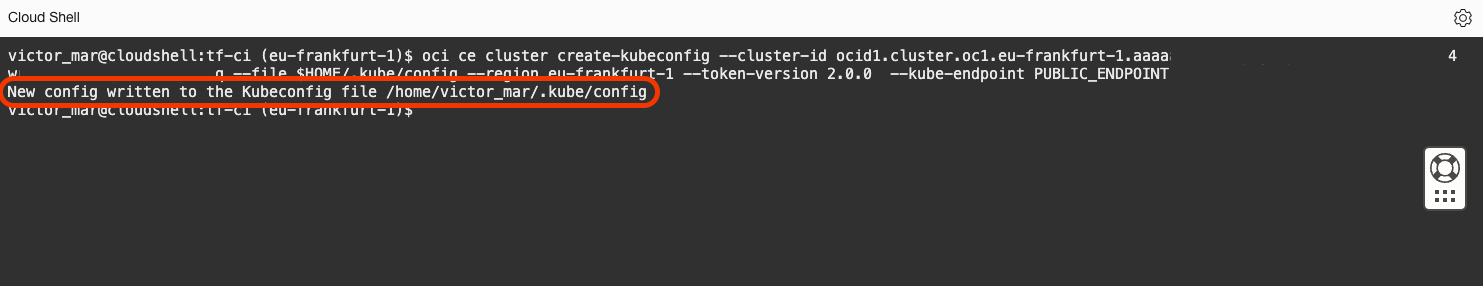 Cloud Shell
victor_mar@cloudshell:tf-ci (eu-frankfurt-1)$ oci ce cluster create-kubeconfig --cluster-id ocid1.cluster.oc1.eu-frankfurt-1.aaaaa 4
--file $HOME/.kube/config --region eu-frankfurt-1 --token-version 2.0.0 --kube-endpoint PUBLIC_ENDPOINT
New config written to the Kubeconfig file /home/victor_mar/.kube/config
victor_mar@cloudshell:tf-ci (eu-frankfurt-1)$